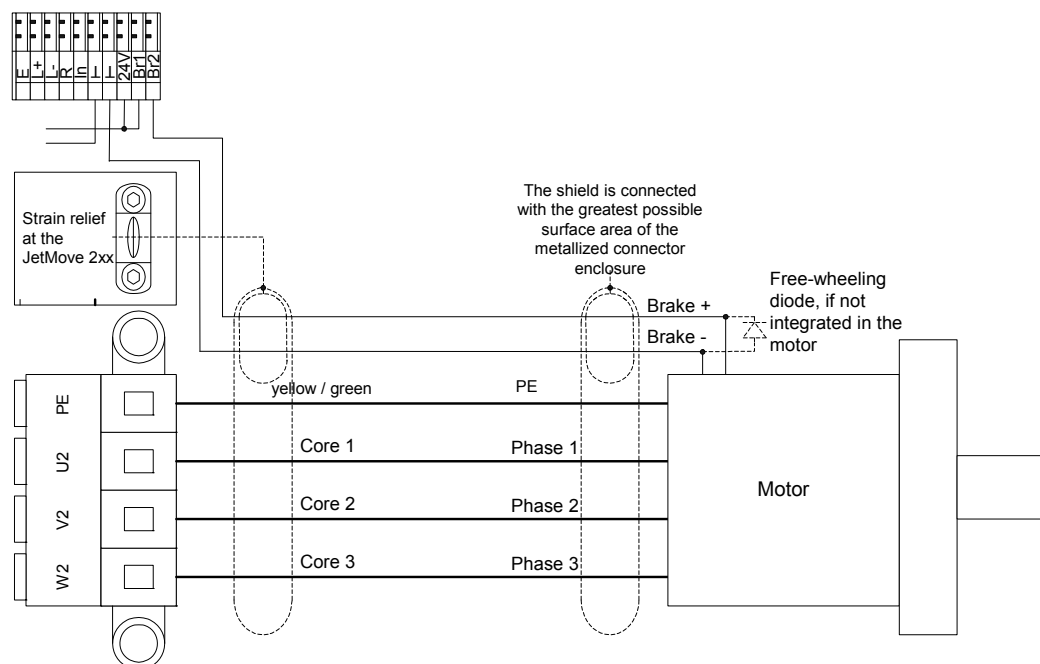 E
L+
L-
R
In
⊥
⊥
24V
Br1
Br2
Strain relief
at the
JetMove 2xx
The shield is connected
with the greatest possible
surface area of the
metallized connector
enclosure
Brake +
Brake -
Free-wheeling
diode, if not
integrated in the
motor
yellow / green
PE
PE
Core 1
Phase 1
U2
Core 2
Phase 2
V2
Motor
Core 3
Phase 3
W2